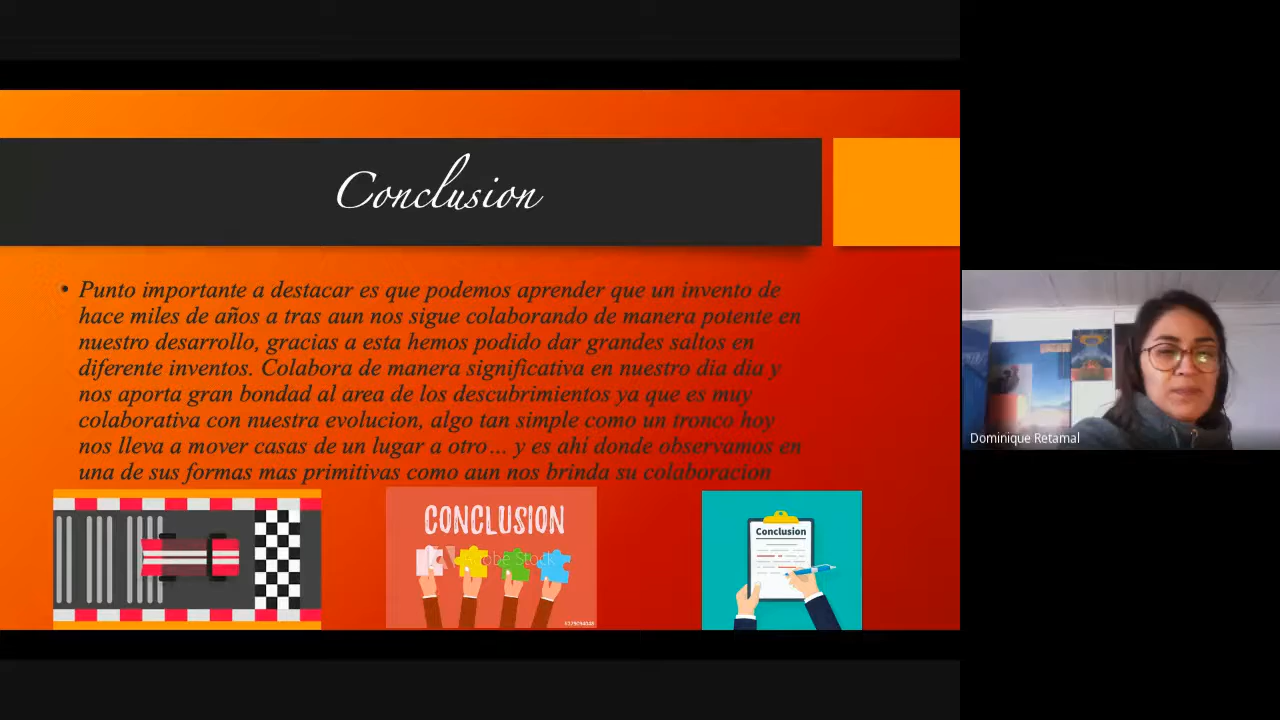 Conclusion
• Punto importante a destacar es que podemos aprender que un invento de
hace miles de años a tras aun nos sigue colaborando de manera potente en
nuestro desarrollo, gracias a esta hemos podido dar grandes saltos en
diferente inventos. Colabora de manera significativa en nuestro dia dia y
nos aporta gran bondad al area de los descubrimientos ya que es muy
colaborativa con nuestra evolucion, algo tan simple como un tronco hoy
nos lleva a mover casas de un lugar a otro… y es ahí donde observamos en
una de sus formas mas primitivas como aun nos brinda su colaboracion
CONCLUSION
Adobe Stock
Conclusion
Dominique Retamal